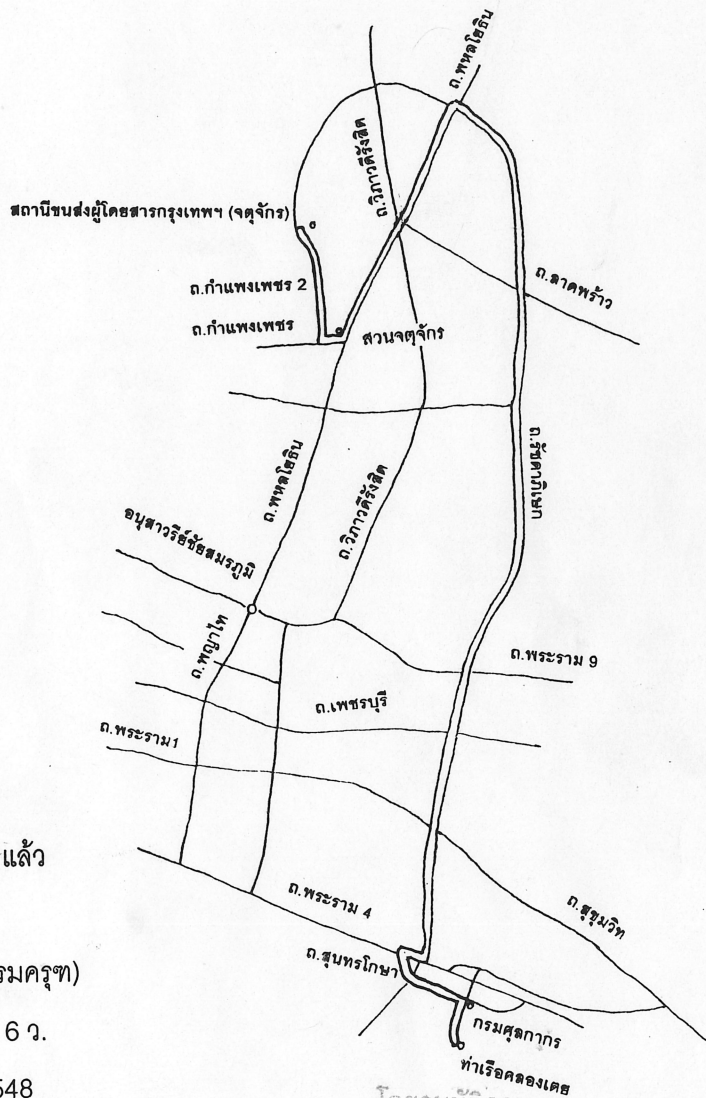 ถ.พหลโยธิน
ถ.วิภาวดีรังสิต
สถานีขนส่งผู้โดยสารกรุงเทพฯ (จตุจักร)
ถ.กำแพงเพชร 2
ถ.ลาดพร้าว
ถ.กำแพงเพชร
สวนจตุจักร
ถ.รัชดาภิเษก
ถ.พหลโยธิน
ถ.วิภาวดีรังสิต
อนุสาวรีย์ชัยสมรภูมิ
ถ.พญาไท
ถ.พระราม 9
ถ.เพชรบุรี
ถ.พระราม1
แล้ว
ถ.พระราม 4
ถ.สุขุมวิท
ถ.สุนทรโกษา
รมครุฑ)
กรมศุลกากร
6 ว.
ท่าเรือคลองเตย
548